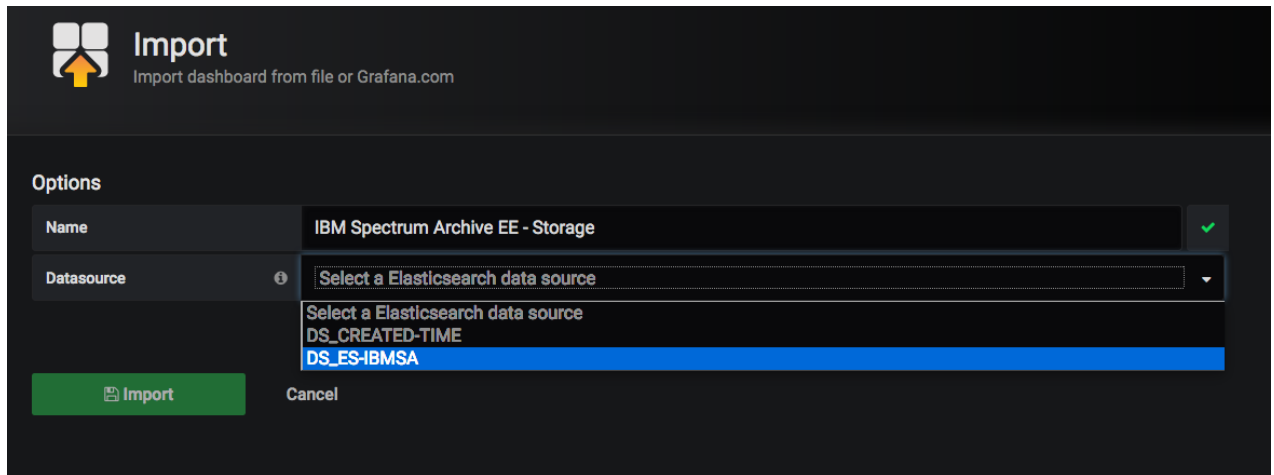 Import
Import dashboard from file or Grafana.com
Options
Name
IBM Spectrum Archive EE - Storage
Datasource
Select a Elasticsearch data source
Select a Elasticsearch data source
DS_CREATED-TIME
DS_ES-IBMSA
Import
Cancel